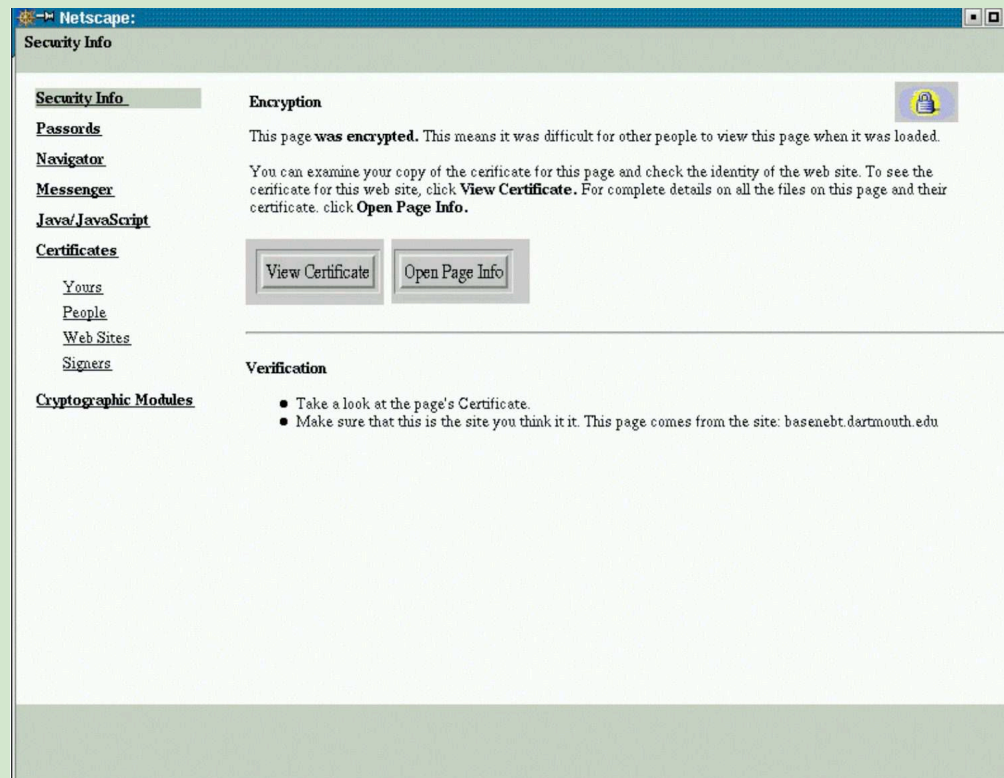 Netscape:
Security Info
Security Info
Passords
Navigator
Messenger
Java/JavaScript
Certificates
Yours
People
Web Sites
Signers
Cryptographic Modules
Encryption
This page was encrypted. This means it was difficult for other people to view this page when it was loaded.
You can examine your copy of the cerificate for this page and check the identity of the web site. To see the
cerificate for this web site, click View Certificate. For complete details on all the files on this page and their
certificate. click Open Page Info.
View Certificate
Open Page Info
Verification
Take a look at the page's Certificate.
Make sure that this is the site you think it it. This page comes from the site: basenebt.dartmouth.edu